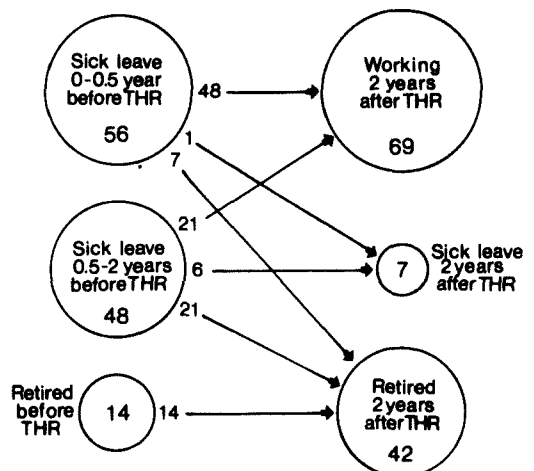 Sick leave
0-0.5 year
before THR
56
48
1
7
Working
2 years
after THR
69
Sick leave
0.5-2 years
before THR
48
21
6
21
7
Sick leave
2 years
after THR
Retired
before
THR
14
14
Retired
2 years
after THR
42